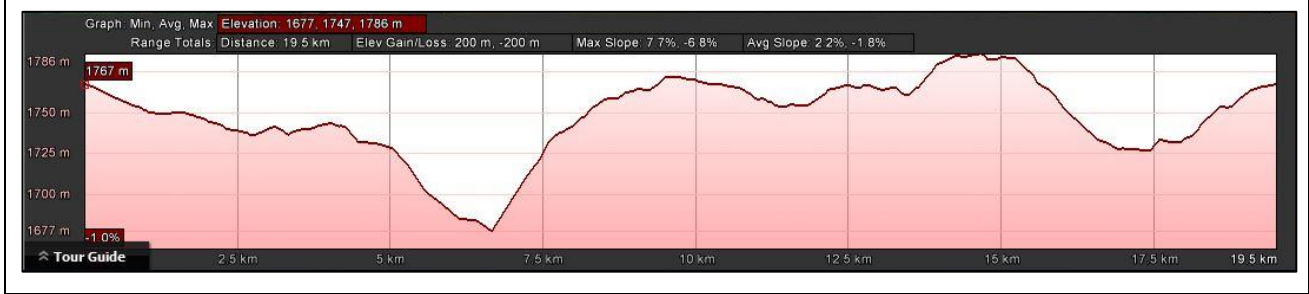 Graph: Min, Avg, Max Elevation: 1677, 1747, 1786 m
Range Totals: Distance: 19.5 km Elev Gain/Loss: 200 m, -200 m Max Slope: 7.7%, -6.8% Avg Slope: 2.2%, -1.8%
1786 m
1767 m
1750 m
1725 m
1700 m
1677 m
-1.0%
Tour Guide 2.5 km 5 km 7.5 km 10 km 12.5 km 15 km 17.5 km 19.5 km